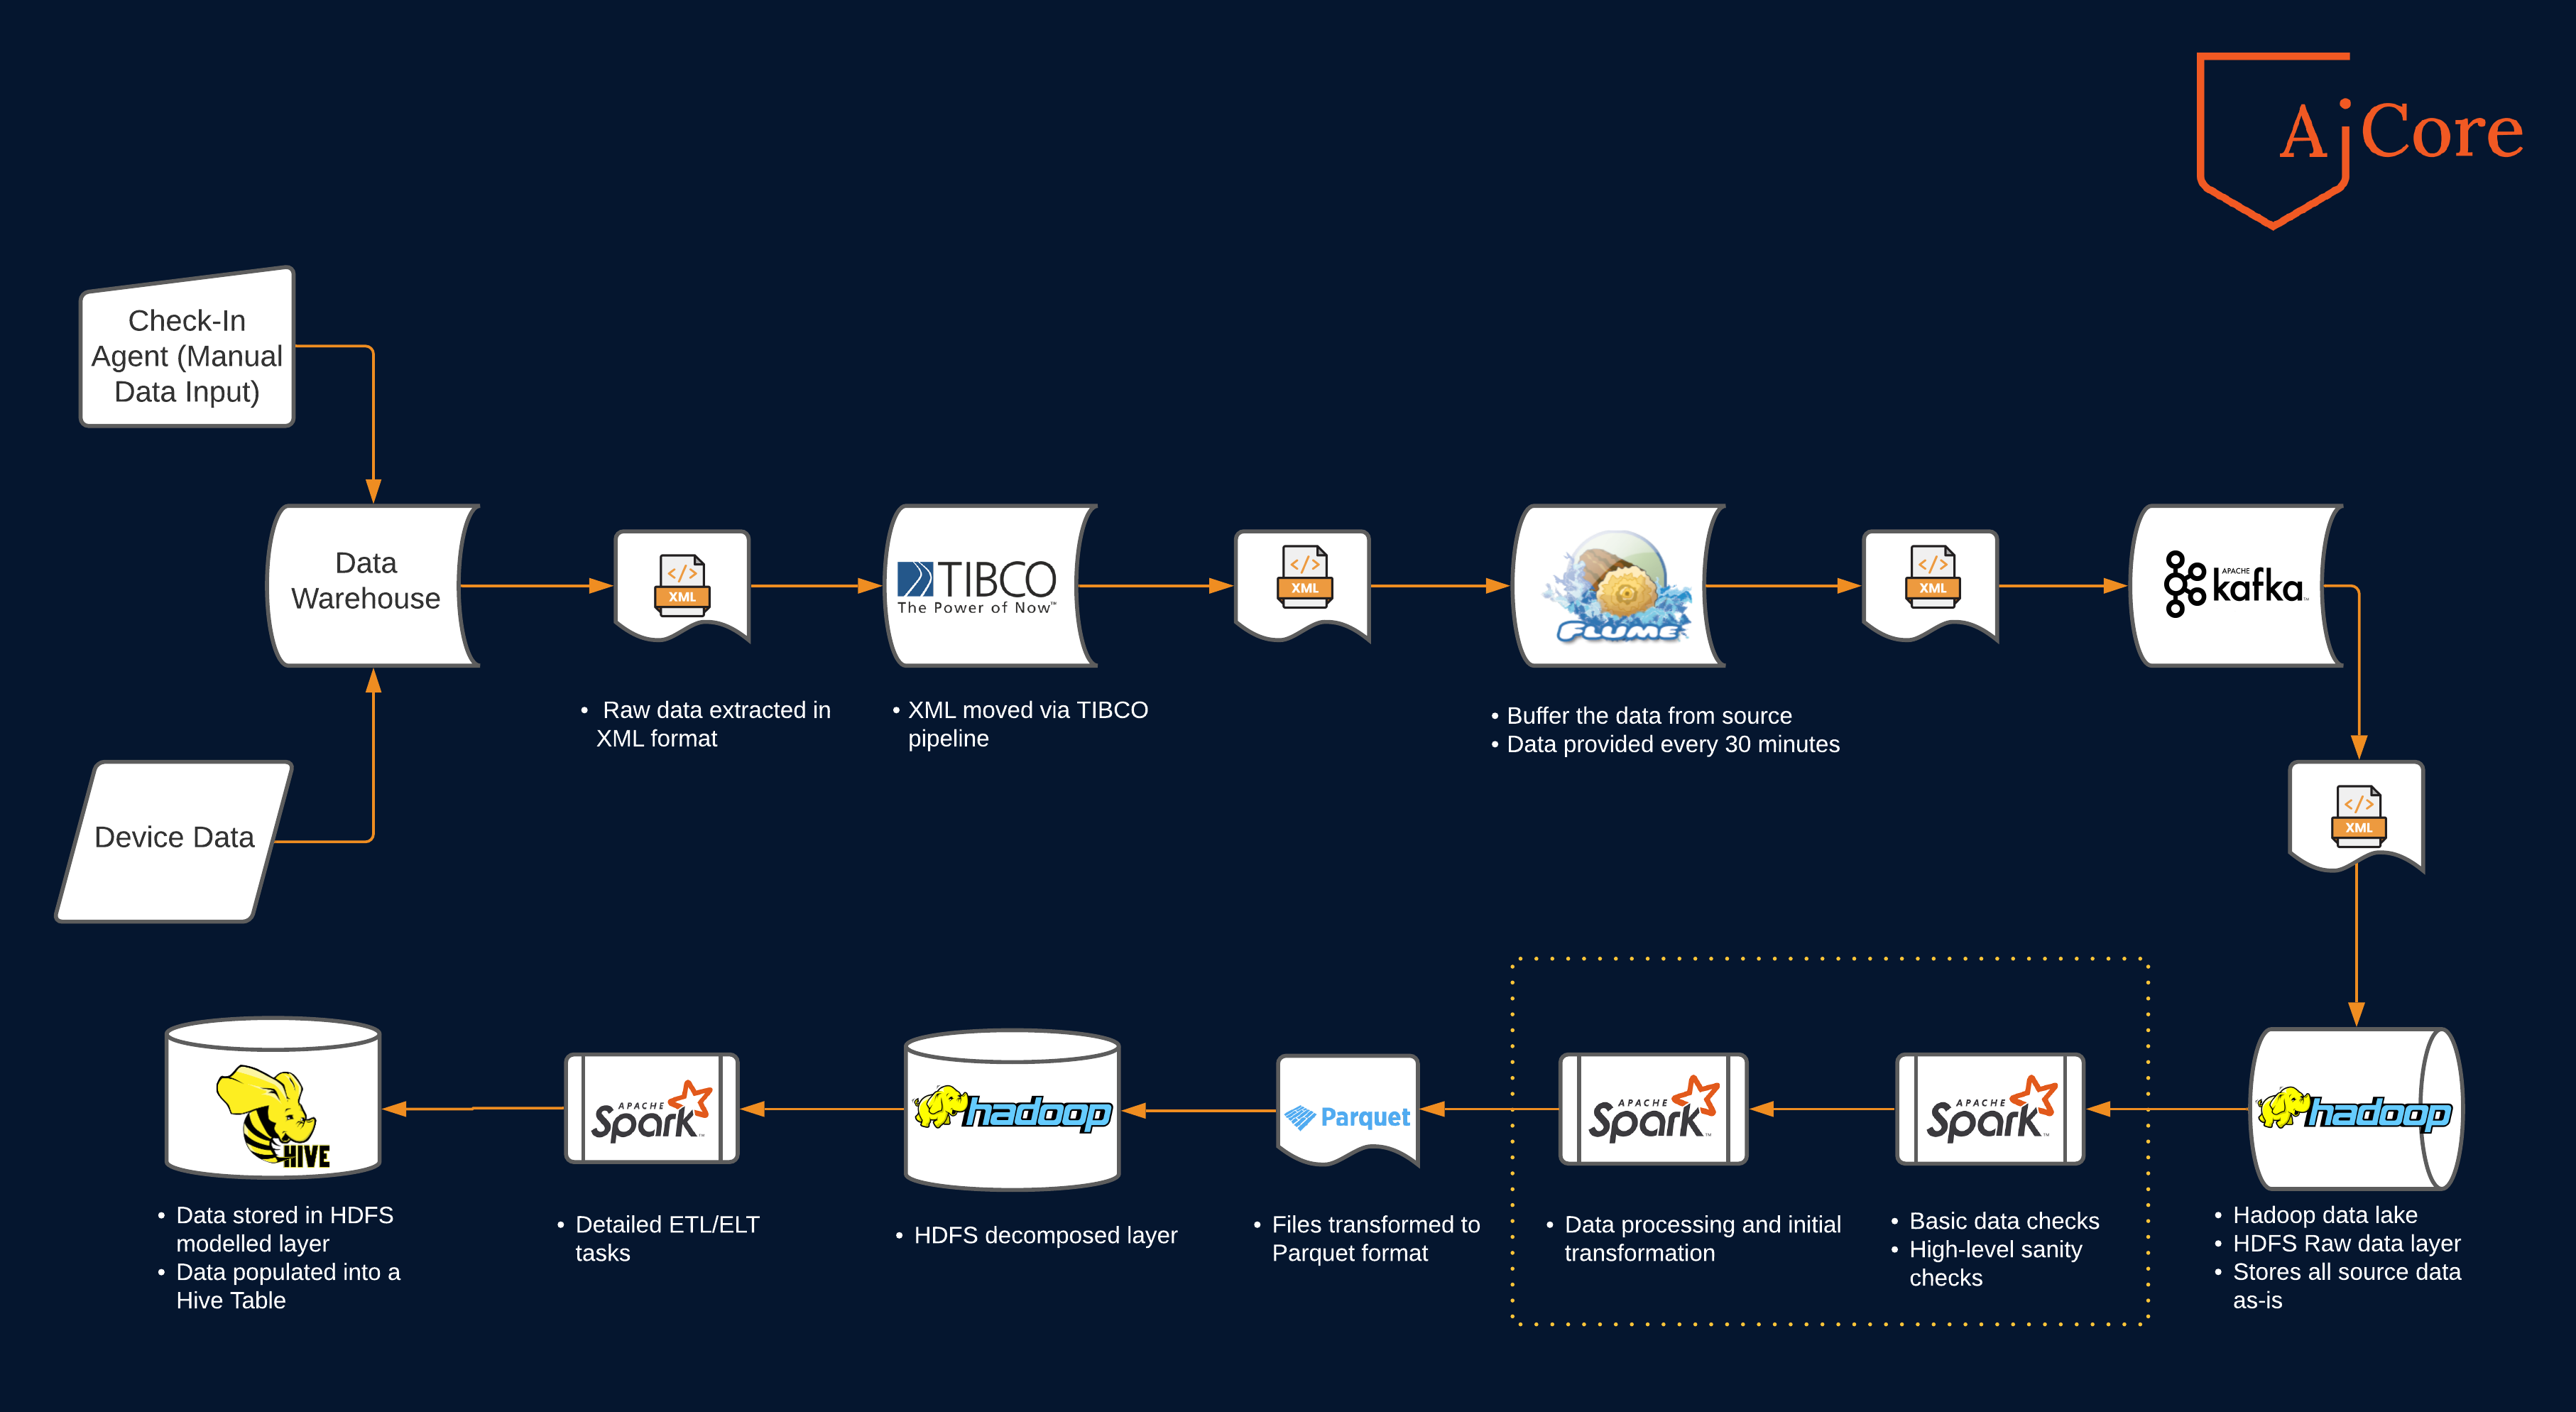 AiCore
Check-In
Agent (Manual
Data Input)
Data
Warehouse
</>
XML
TIBCO
The Power of Now™
</>
XML
FLUME
</>
XML
APACHE
kafka
• Raw data extracted in
XML format
• XML moved via TIBCO
pipeline
• Buffer the data from source
• Data provided every 30 minutes
Device Data
</>
XML
HIVE
APACHE
Spark™
hadoop
Parquet
APACHE
Spark™
APACHE
Spark™
hadoop
• Data stored in HDFS
modelled layer
• Data populated into a
Hive Table
• Detailed ETL/ELT
tasks
• HDFS decomposed layer
• Files transformed to
Parquet format
• Data processing and initial
transformation
• Basic data checks
• High-level sanity
checks
• Hadoop data lake
• HDFS Raw data layer
• Stores all source data
as-is